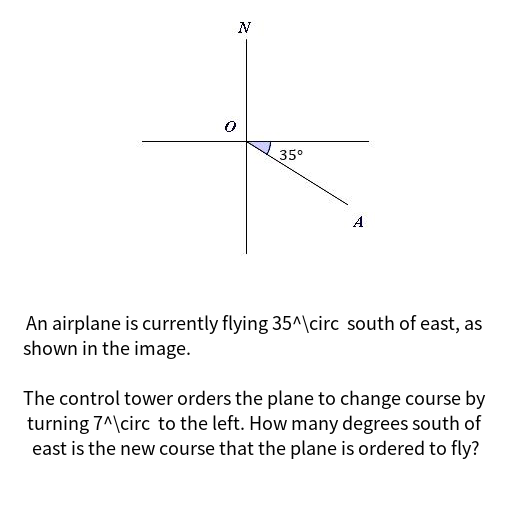 N
O
35°
A
An airplane is currently flying 35^\circ south of east, as
shown in the image.
The control tower orders the plane to change course by
turning 7^\circ to the left. How many degrees south of
east is the new course that the plane is ordered to fly?